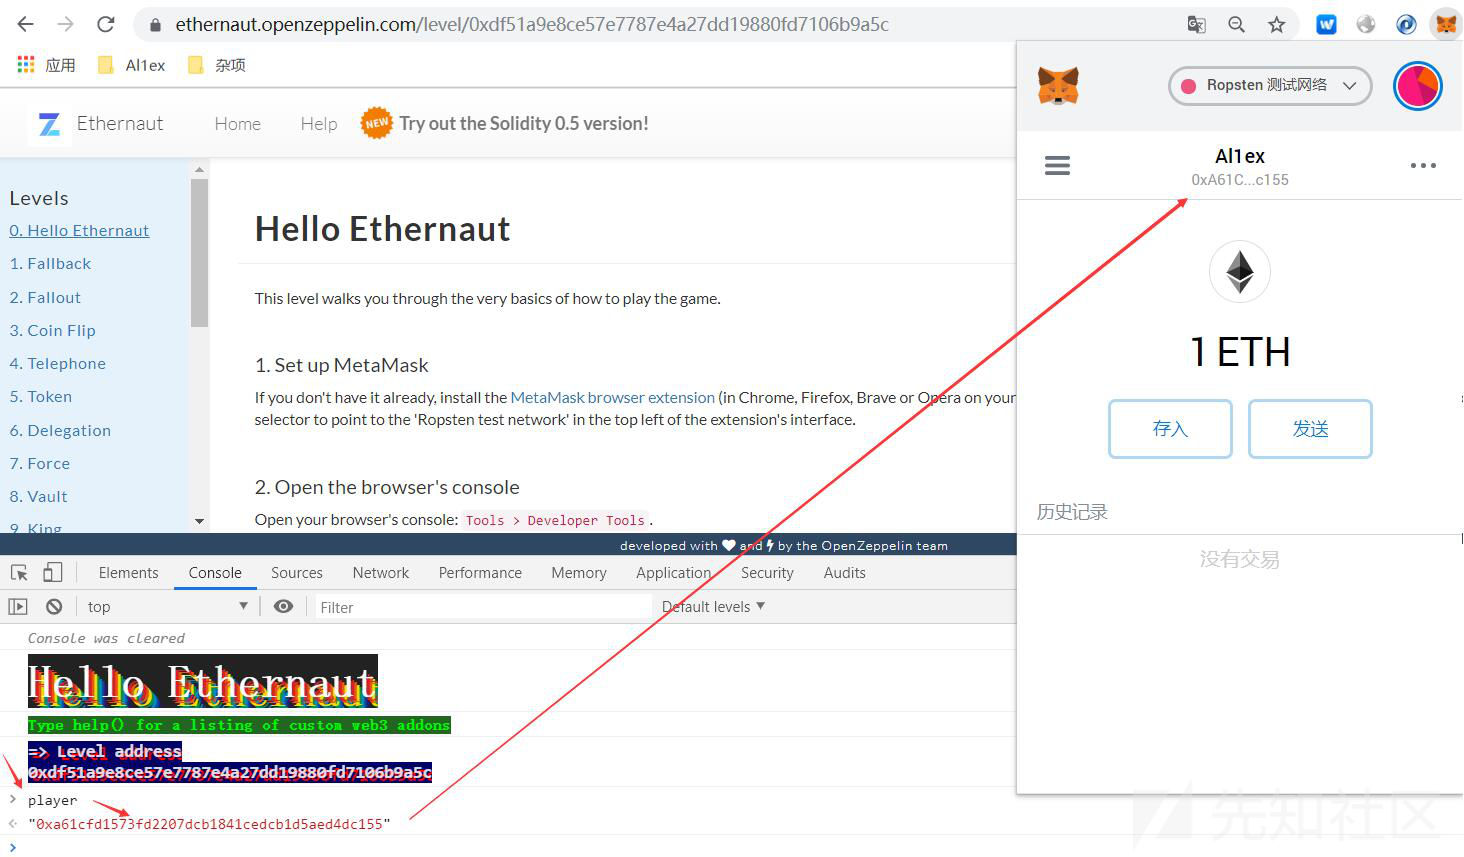 ethernaut.openzeppelin.com/level/0xdf51a9e8ce57e7787e4a27dd19880fd7106b9a5c
应用 Al1ex 杂项
Ethernaut Home Help NEW Try out the Solidity 0.5 version!
Levels
0. Hello Ethernaut
1. Fallback
2. Fallout
3. Coin Flip
4. Telephone
5. Token
6. Delegation
7. Force
8. Vault
9. King
Hello Ethernaut
This level walks you through the very basics of how to play the game.
1. Set up MetaMask
If you don't have it already, install the MetaMask browser extension (in Chrome, Firefox, Brave or Opera on your
selector to point to the 'Ropsten test network' in the top left of the extension's interface.
2. Open the browser's console
Open your browser's console: Tools > Developer Tools.
developed with and by the OpenZeppelin team
Ropsten 测试网络
Al1ex
0xA61C...c155
1 ETH
存入 发送
历史记录
没有交易
Elements Console Sources Network Performance Memory Application Security Audits
top Filter Default levels
Console was cleared
Hello Ethernaut
Type help() for a listing of custom web3 addons
=> Level address
0xdf51a9e8ce57e7787e4a27dd19880fd7106b9a5c
player
"0xa61cfd1573fd2207dcb1841cedcb1d5aed4dc155"
先知社区